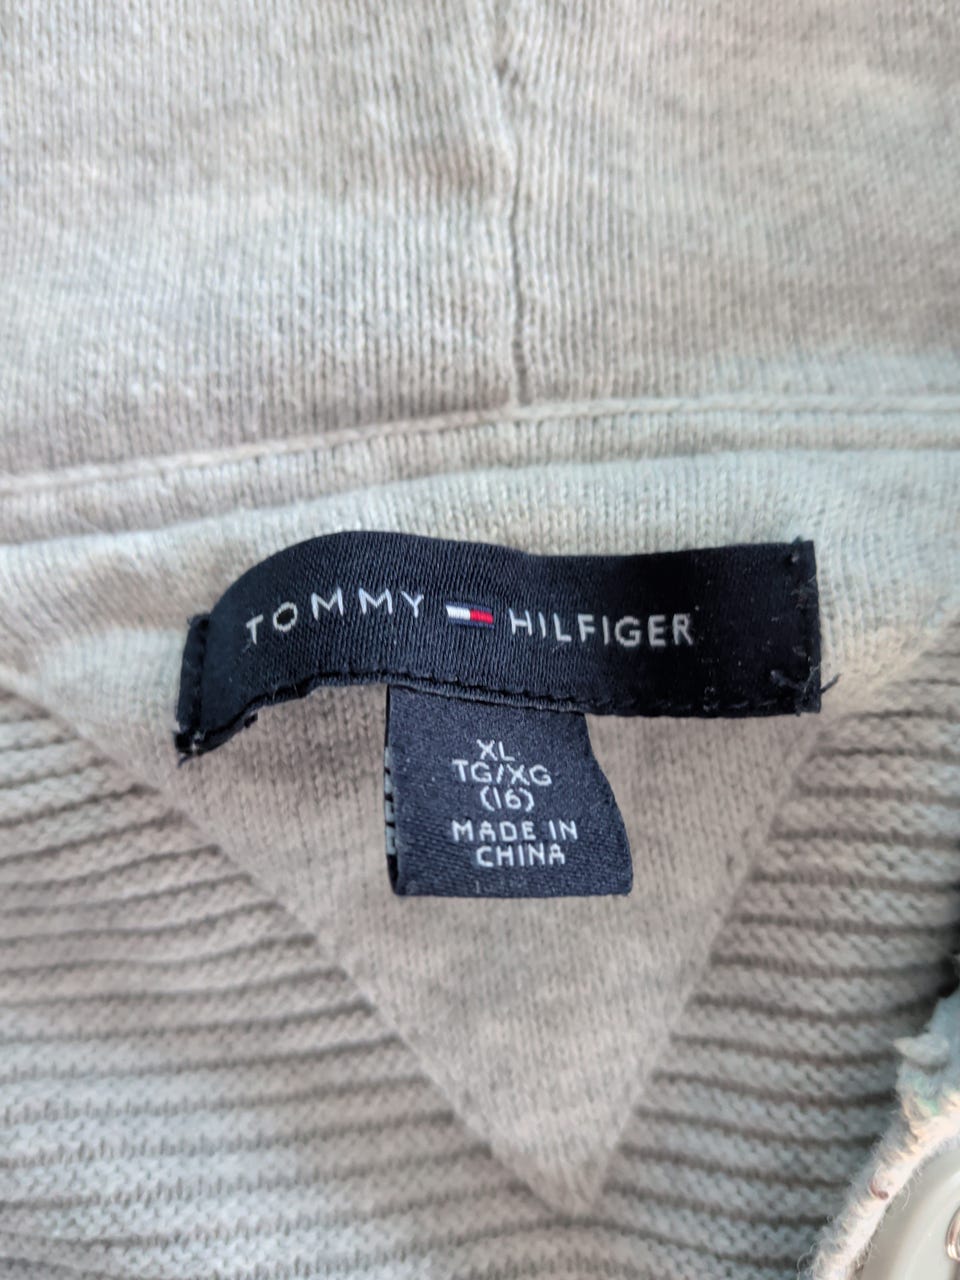 TOMMY HILFIGER
XL
TG/XG
(16)
MADE IN
CHINA